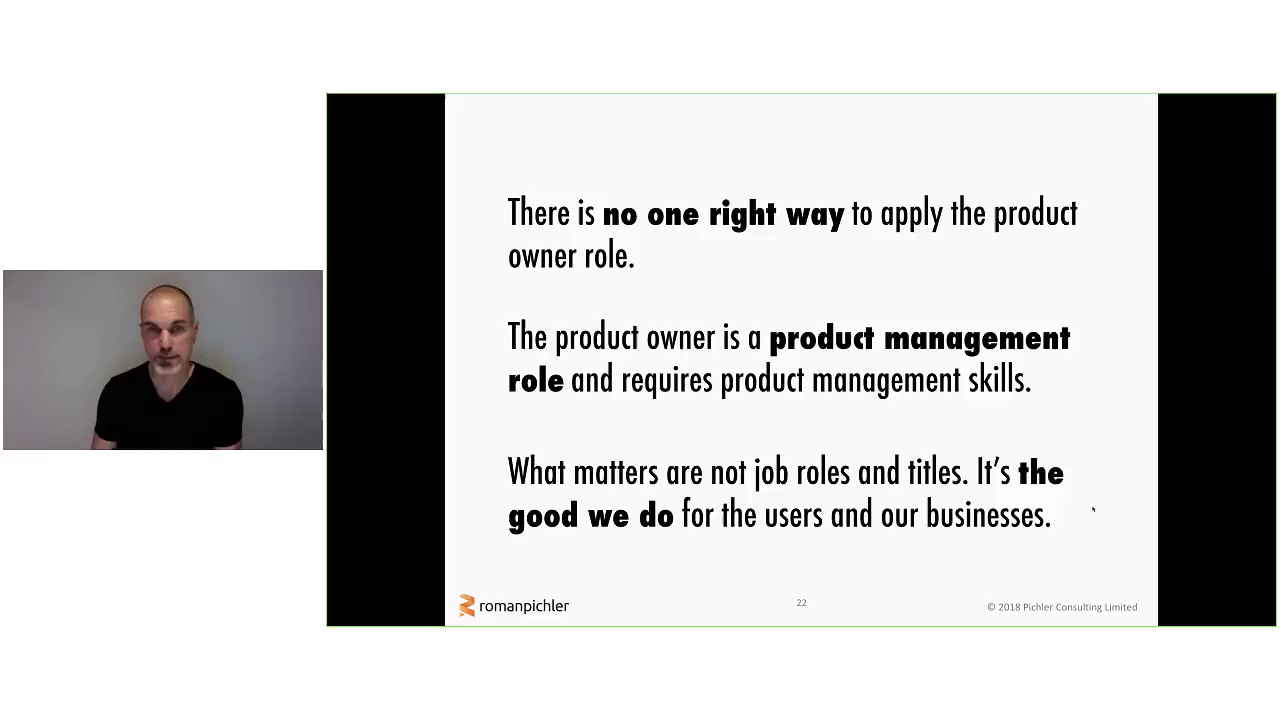 There is no one right way to apply the product
owner role.
The product owner is a product management
role and requires product management skills.
What matters are not job roles and titles. It’s the
good we do for the users and our businesses.
romanpichler
22
© 2018 Pichler Consulting Limited